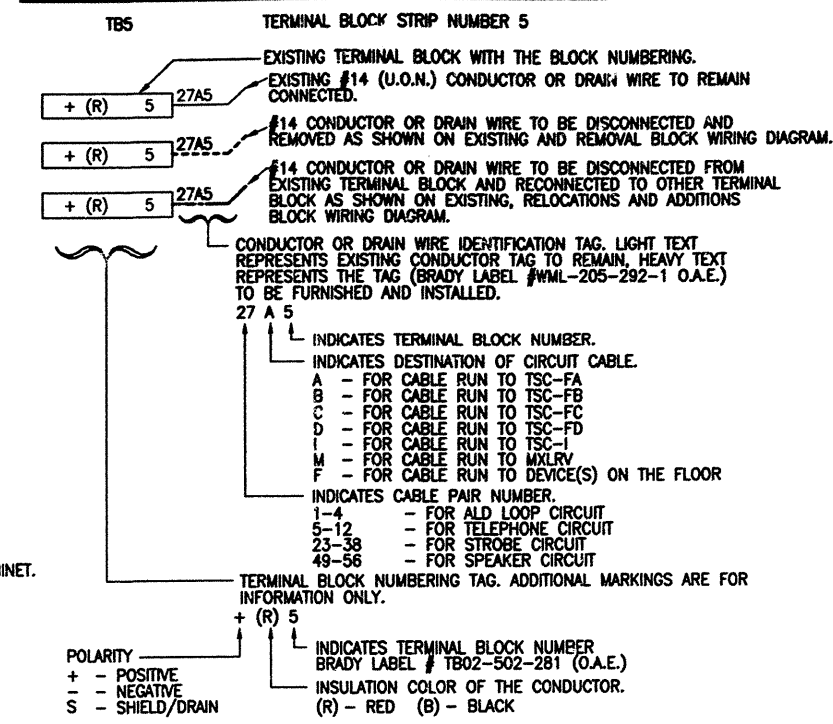 TB5 TERMINAL BLOCK STRIP NUMBER 5
EXISTING TERMINAL BLOCK WITH THE BLOCK NUMBERING.
+ (R) 5 27A5
EXISTING #14 (U.O.N.) CONDUCTOR OR DRAIN WIRE TO REMAIN
CONNECTED.
+ (R) 5 27A5
#14 CONDUCTOR OR DRAIN WIRE TO BE DISCONNECTED AND
REMOVED AS SHOWN ON EXISTING AND REMOVAL BLOCK WIRING DIAGRAM.
+ (R) 5 27A5
#14 CONDUCTOR OR DRAIN WIRE TO BE DISCONNECTED FROM
EXISTING TERMINAL BLOCK AND RECONNECTED TO OTHER TERMINAL
BLOCK AS SHOWN ON EXISTING, RELOCATIONS AND ADDITIONS
BLOCK WIRING DIAGRAM.
CONDUCTOR OR DRAIN WIRE IDENTIFICATION TAG. LIGHT TEXT
REPRESENTS EXISTING CONDUCTOR TAG TO REMAIN, HEAVY TEXT
REPRESENTS THE TAG (BRADY LABEL #WML-205-292-1 O.A.E.)
TO BE FURNISHED AND INSTALLED.
27 A 5
INDICATES TERMINAL BLOCK NUMBER.
INDICATES DESTINATION OF CIRCUIT CABLE.
A - FOR CABLE RUN TO TSC-FA
B - FOR CABLE RUN TO TSC-FB
C - FOR CABLE RUN TO TSC-FC
D - FOR CABLE RUN TO TSC-FD
I - FOR CABLE RUN TO TSC-I
M - FOR CABLE RUN TO MXLRV
F - FOR CABLE RUN TO DEVICE(S) ON THE FLOOR
INDICATES CABLE PAIR NUMBER.
1-4 - FOR ALD LOOP CIRCUIT
5-12 - FOR TELEPHONE CIRCUIT
23-38 - FOR STROBE CIRCUIT
49-56 - FOR SPEAKER CIRCUIT
INET.
TERMINAL BLOCK NUMBERING TAG. ADDITIONAL MARKINGS ARE FOR
INFORMATION ONLY.
+ (R) 5
INDICATES TERMINAL BLOCK NUMBER
BRADY LABEL # TB02-502-281 (O.A.E.)
INSULATION COLOR OF THE CONDUCTOR.
(R) - RED (B) - BLACK
POLARITY
+ - POSITIVE
- - NEGATIVE
S - SHIELD/DRAIN